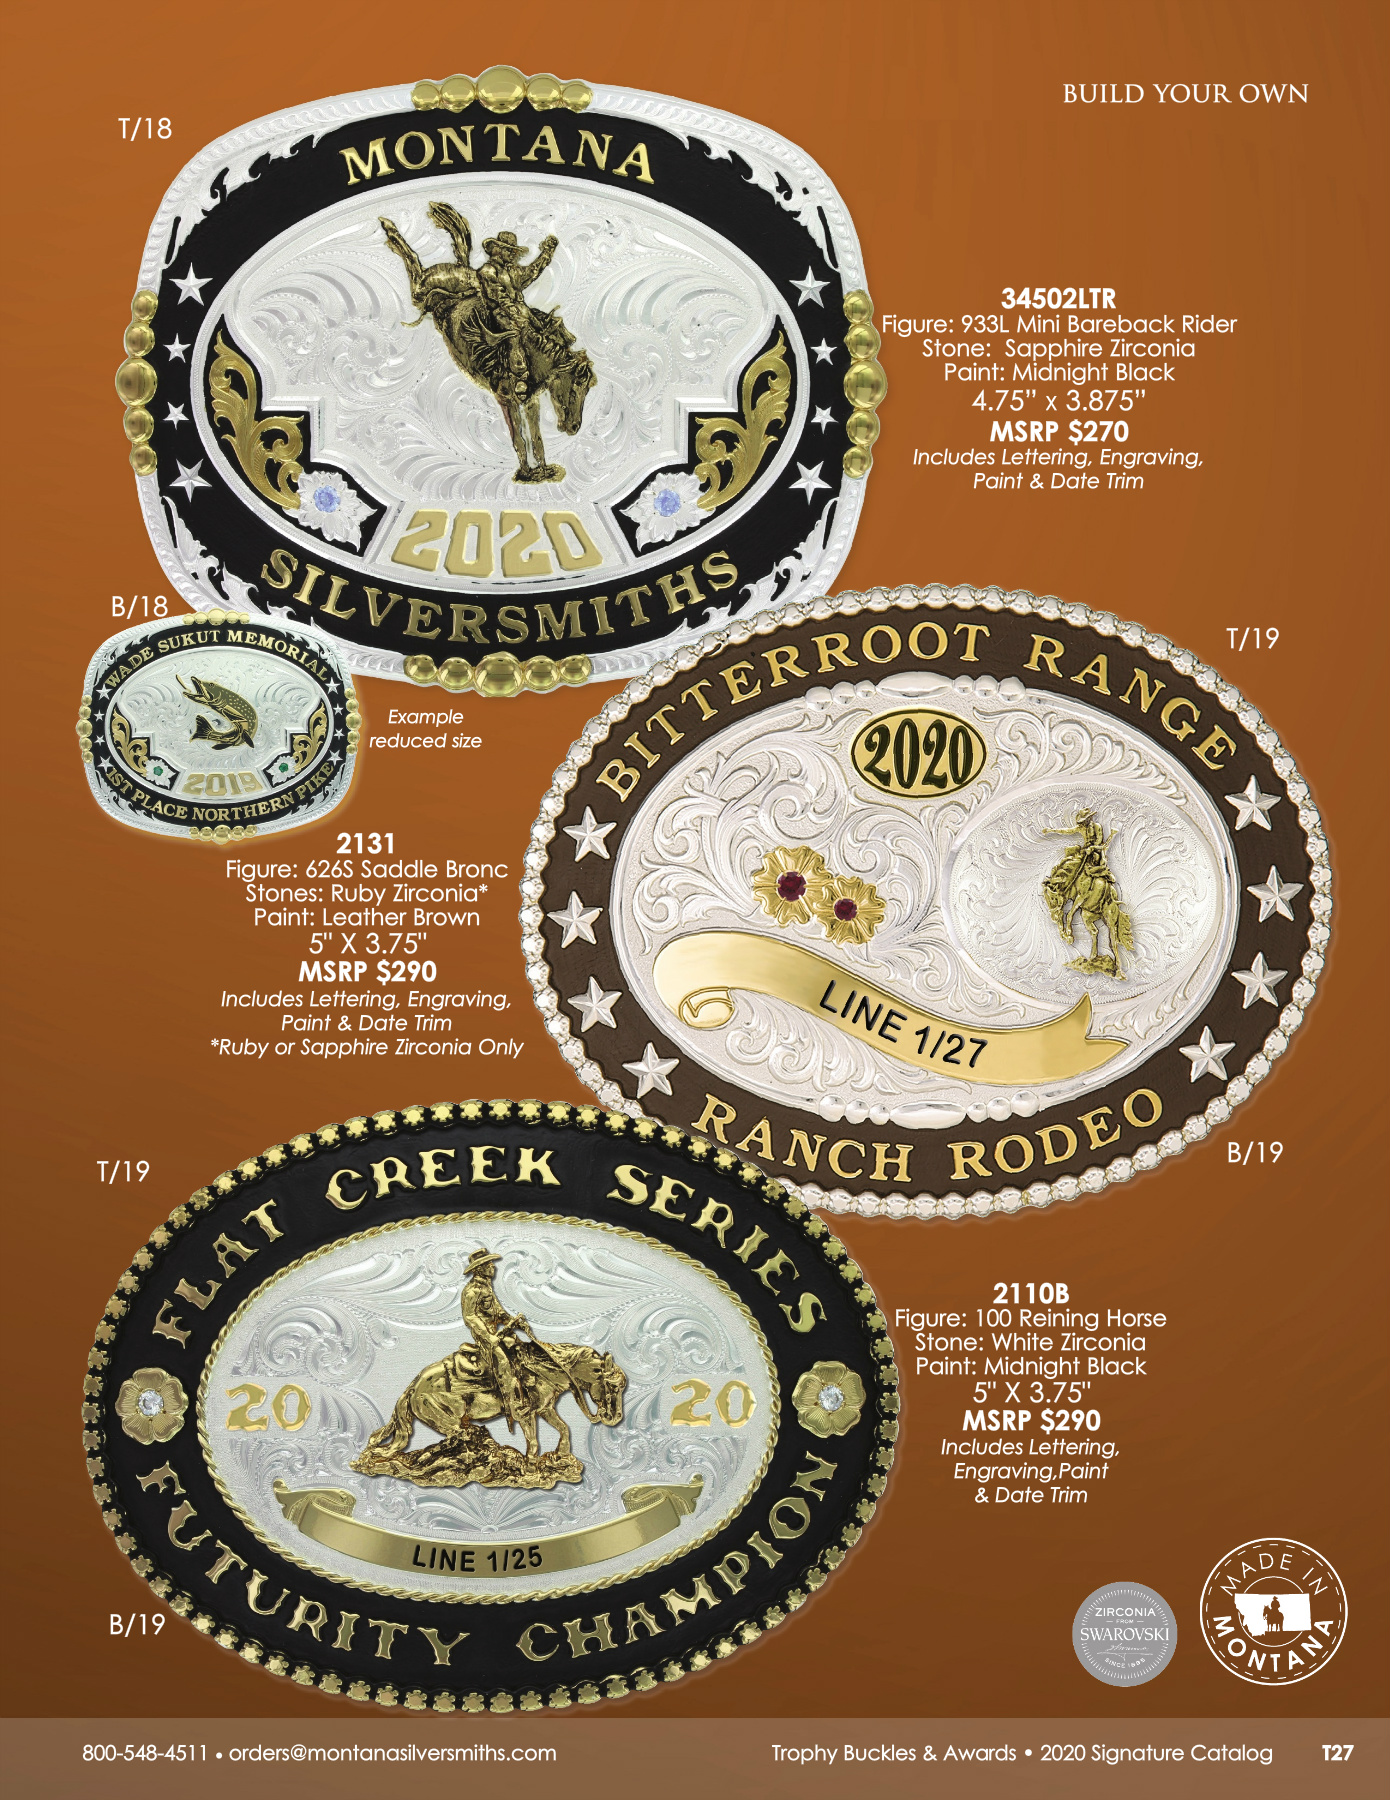 BUILD YOUR OWN
T/18
MONTANA
2020
SILVERSMITHS
34502LTR
Figure: 933L Mini Bareback Rider
Stone:  Sapphire Zirconia
Paint: Midnight Black
4.75” x 3.875”
MSRP $270
Includes Lettering, Engraving,
Paint & Date Trim
B/18
WADE SUKUT MEMORIAL
2019
1ST PLACE NORTHERN PIKE
Example
reduced size
T/19
BITTERROOT RANGE
2020
LINE 1/27
RANCH RODEO
B/19
2131
Figure: 626S Saddle Bronc
Stones: Ruby Zirconia*
Paint: Leather Brown
5" X 3.75"
MSRP $290
Includes Lettering, Engraving,
Paint & Date Trim
*Ruby or Sapphire Zirconia Only
T/19
FLAT CREEK SERIES
20 20
LINE 1/25
FUTURITY CHAMPION
B/19
2110B
Figure: 100 Reining Horse
Stone: White Zirconia
Paint: Midnight Black
5" X 3.75"
MSRP $290
Includes Lettering,
Engraving,Paint
& Date Trim
ZIRCONIA
FROM
SWAROVSKI
SINCE 1895
MADE IN
MONTANA
800-548-4511 • orders@montanasilversmiths.com
Trophy Buckles & Awards • 2020 Signature Catalog T27